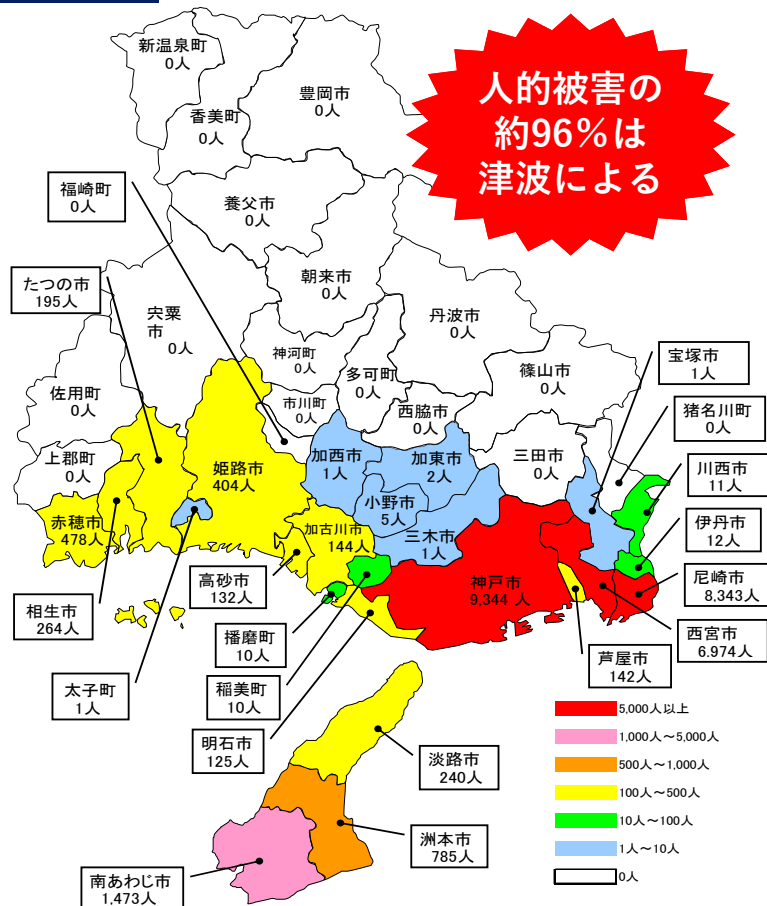 新温泉町
0人
香美町
0人
豊岡市
0人
人的被害の
約96％は
津波による
福崎町
0人
養父市
0人
朝来市
0人
たつの市
195人
宍粟
市
0人
丹波市
0人
神河町
0人
多可町
0人
篠山市
0人
宝塚市
1人
佐用町
0人
市川町
0人
西脇市
0人
猪名川町
0人
上郡町
0人
姫路市
404人
加西市
1人
加東市
2人
三田市
0人
川西市
11人
赤穂市
478人
小野市
5人
加古川市
144人
三木市
1人
伊丹市
12人
高砂市
132人
神戸市
9,344 人
尼崎市
8,343人
相生市
264人
播磨町
10人
西宮市
6.974人
芦屋市
142人
太子町
1人
稲美町
10人
明石市
125人
淡路市
240人
洲本市
785人
南あわじ市
1,473人
5,000人以上
1,000人～5,000人
500人～1,000人
100人～500人
10人～100人
1人～10人
0人